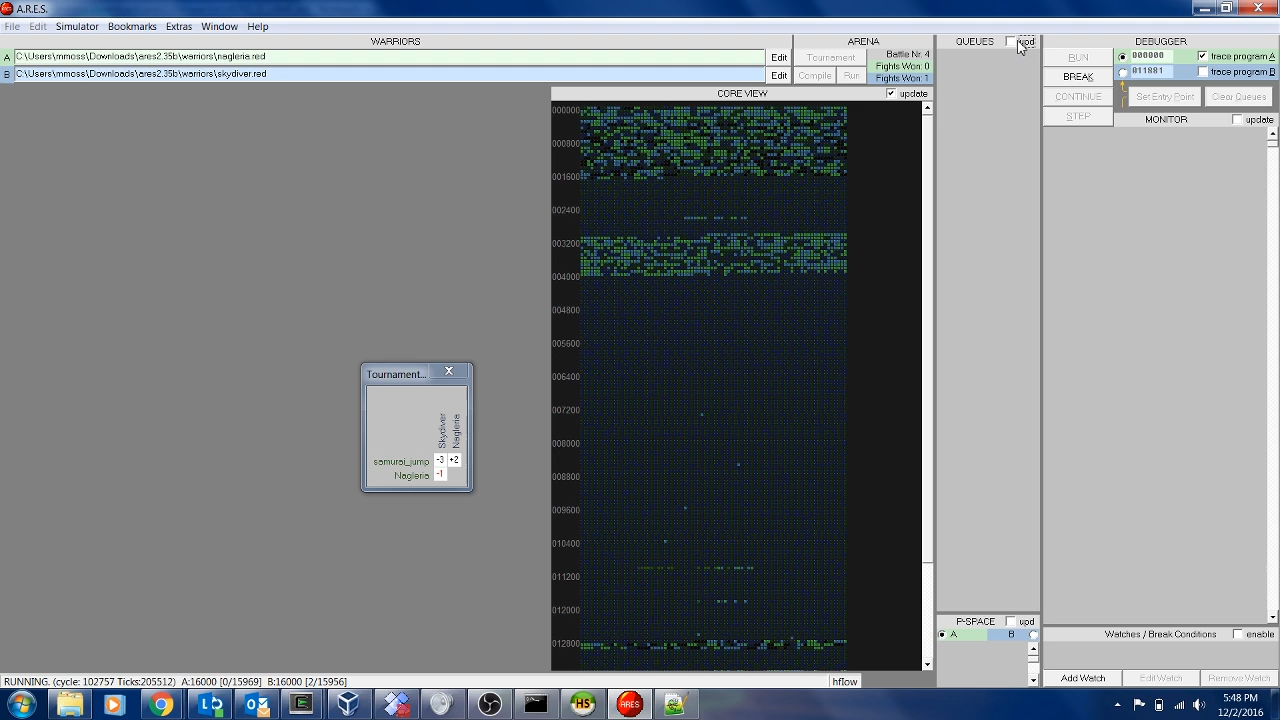 A.R.E.S.
File Edit Simulator Bookmarks Extras Window Help
WARRIORS ARENA QUEUES upd DEBUGGER
A C:\Users\mmoss\Downloads\ares2.35b\warriors\nagleria.red Edit
B C:\Users\mmoss\Downloads\ares2.35b\warriors\skydiver.red Edit
Tournament Battle Nr. 4
Fights Won: 0
Compile Run Fights Won: 1
RUN 000000 trace program A
BREAK 011881 trace program B
CONTINUE Set Entry Point Clear Queues
STEP MONITOR update
CORE VIEW update
000000
000800
001600
002400
003200
004000
004800
005600
006400
007200
008000
008800
009600
010400
011200
012000
012800
Tournament... X
Skydiver
Nagleria
samurai_jump -3 +2
Nagleria -1
P-SPACE upd
A B
Watches / Break Conditions enable
Add Watch Edit Watch Remove Watch
RUNNING. (cycle: 102757 Ticks:205512) A:16000 [0/15969] B:16000 [2/15956] hflow
5:48 PM
12/2/2016